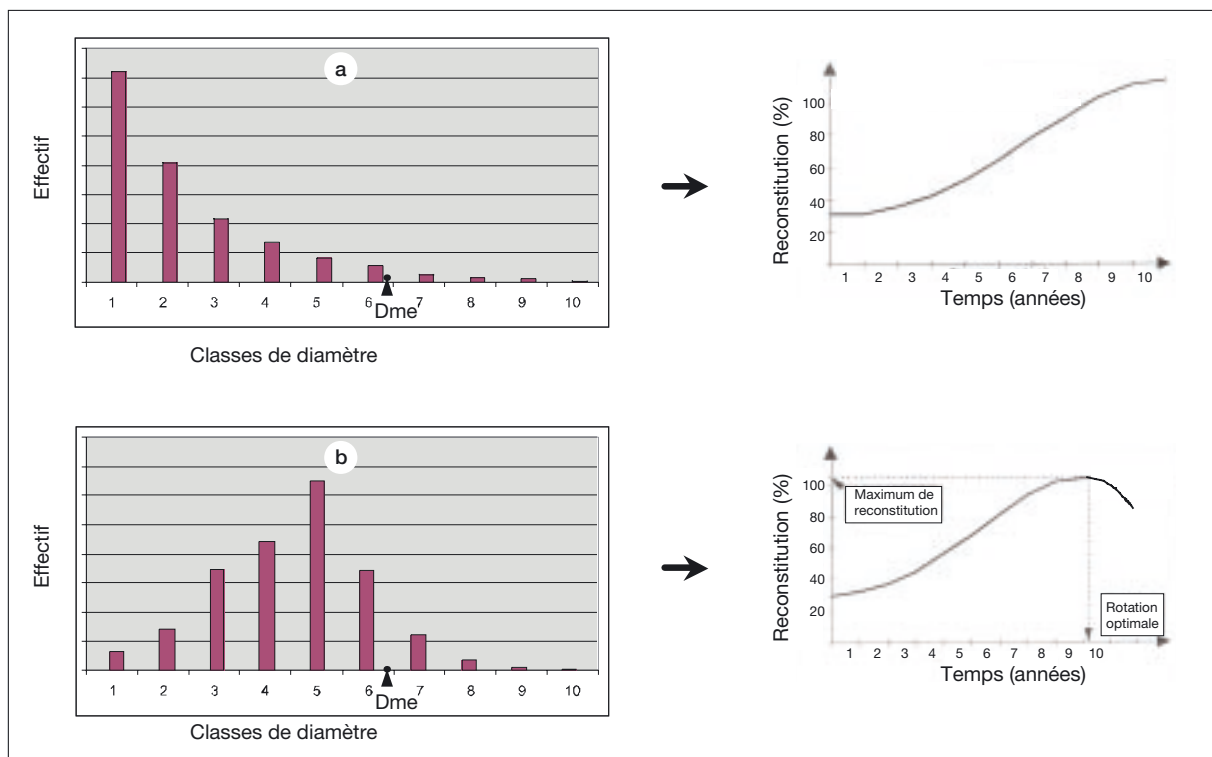 a
Effectif
1 2 3 4 5 6 7 8 9 10
Dme
Classes de diamètre
Reconstitution (%)
100
80
60
40
20
1 2 3 4 5 6 7 8 9 10
Temps (années)
b
Effectif
1 2 3 4 5 6 7 8 9 10
Dme
Classes de diamètre
Reconstitution (%)
100
80
60
40
20
Maximum de
reconstitution
Rotation
optimale
1 2 3 4 5 6 7 8 9 10
Temps (années)